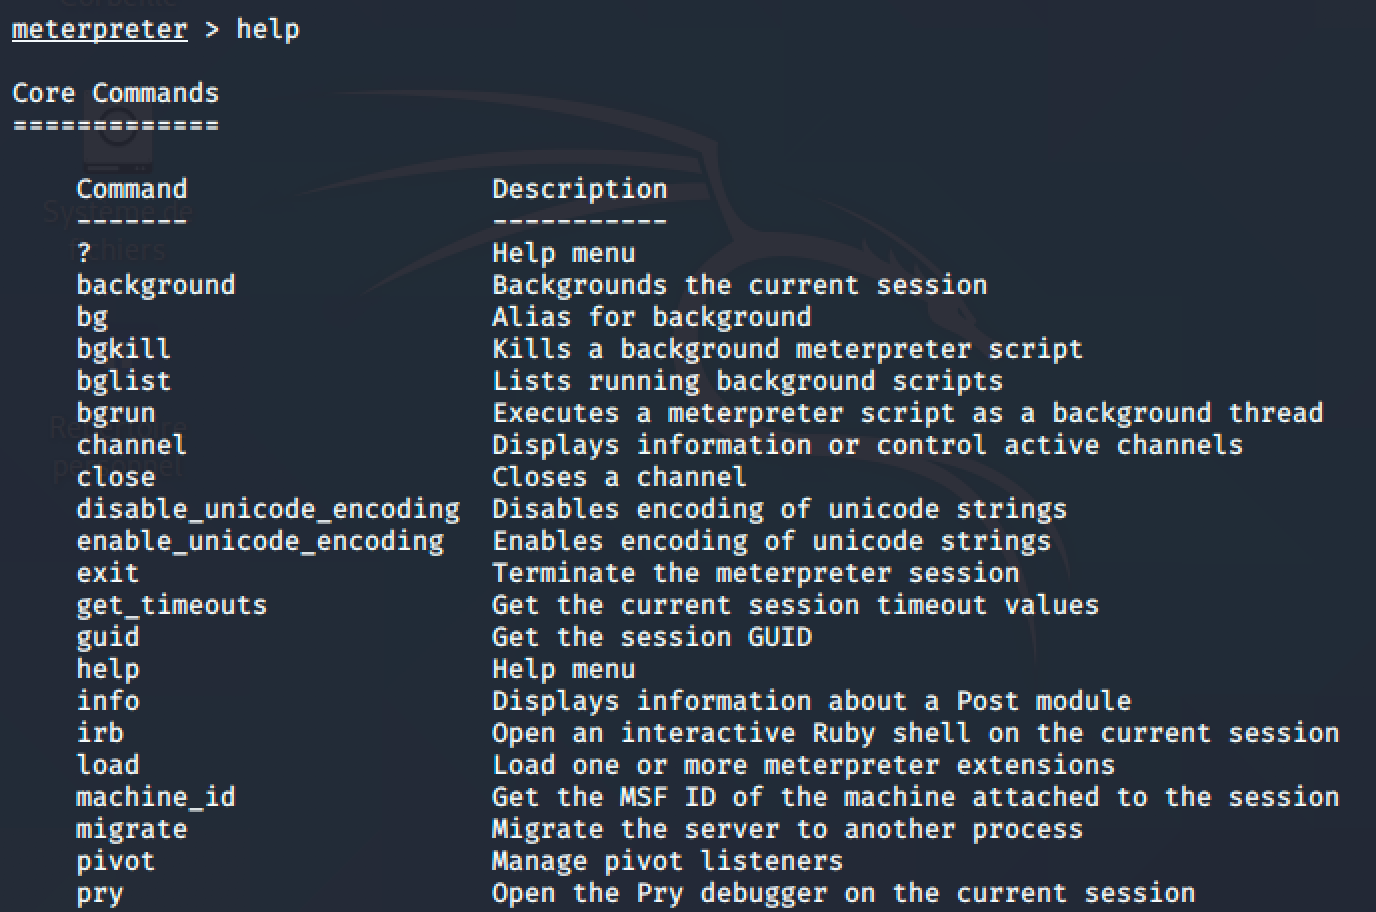 Corbeille
meterpreter > help
Core Commands
=============
Command Description
------- -----------
Système de
fichiers
? Help menu
background Backgrounds the current session
bg Alias for background
bgkill Kills a background meterpreter script
bglist Lists running background scripts
bgrun Executes a meterpreter script as a background thread
Répertoire
channel Displays information or control active channels
personnel
close Closes a channel
disable_unicode_encoding Disables encoding of unicode strings
enable_unicode_encoding Enables encoding of unicode strings
exit Terminate the meterpreter session
get_timeouts Get the current session timeout values
guid Get the session GUID
help Help menu
info Displays information about a Post module
irb Open an interactive Ruby shell on the current session
load Load one or more meterpreter extensions
machine_id Get the MSF ID of the machine attached to the session
migrate Migrate the server to another process
pivot Manage pivot listeners
pry Open the Pry debugger on the current session